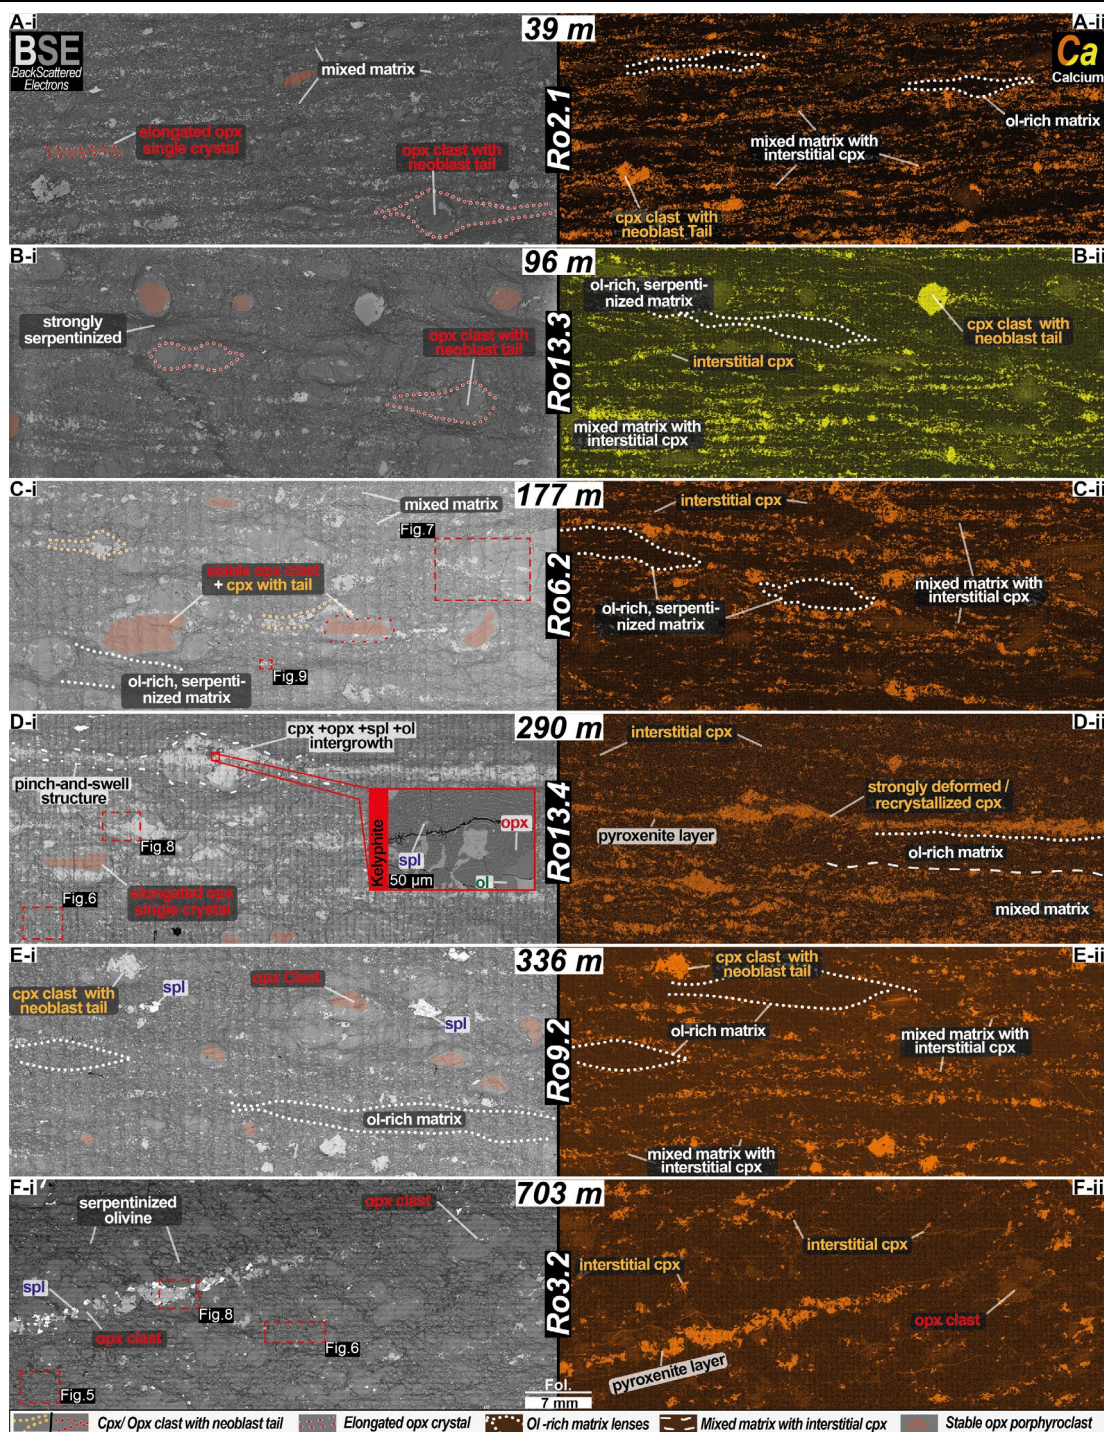 A-i
BSE
BackScattered
Electrons
39 m
mixed matrix
elongated opx
single crystal
opx clast with
neoblast tail
Ro2.1
A-ii
Ca
Calcium
ol-rich matrix
mixed matrix with
interstitial cpx
cpx clast with
neoblast Tail
B-i
96 m
strongly
serpentinized
opx clast with
neoblast tail
Ro13.3
B-ii
ol-rich, serpenti-
nized matrix
cpx clast with
neoblast tail
interstitial cpx
mixed matrix with
interstitial cpx
C-i
177 m
mixed matrix
Fig.7
stable opx clast
+ cpx with tail
ol-rich, serpenti-
nized matrix
Fig.9
Ro6.2
C-ii
interstitial cpx
mixed matrix with
interstitial cpx
ol-rich, serpenti-
nized matrix
D-i
290 m
cpx +opx +spl +ol
intergrowth
pinch-and-swell
structure
Fig.8
Kelyphite
opx
spl
50 µm
ol
elongated opx
single crystal
Fig.6
Ro13.4
D-ii
interstitial cpx
strongly deformed /
recrystallized cpx
pyroxenite layer
ol-rich matrix
mixed matrix
E-i
336 m
cpx clast with
neoblast tail
spl
opx Clast
spl
ol-rich matrix
Ro9.2
E-ii
cpx clast with
neoblast tail
ol-rich matrix
mixed matrix with
interstitial cpx
mixed matrix with
interstitial cpx
F-i
703 m
serpentinized
olivine
opx clast
spl
opx clast
Fig.8
Fig.6
Fig.5
Ro3.2
Fol.
7 mm
F-ii
interstitial cpx
interstitial cpx
opx clast
pyroxenite layer
Cpx/ Opx clast with neoblast tail
Elongated opx crystal
Ol -rich matrix lenses
Mixed matrix with interstitial cpx
Stable opx porphyroclast